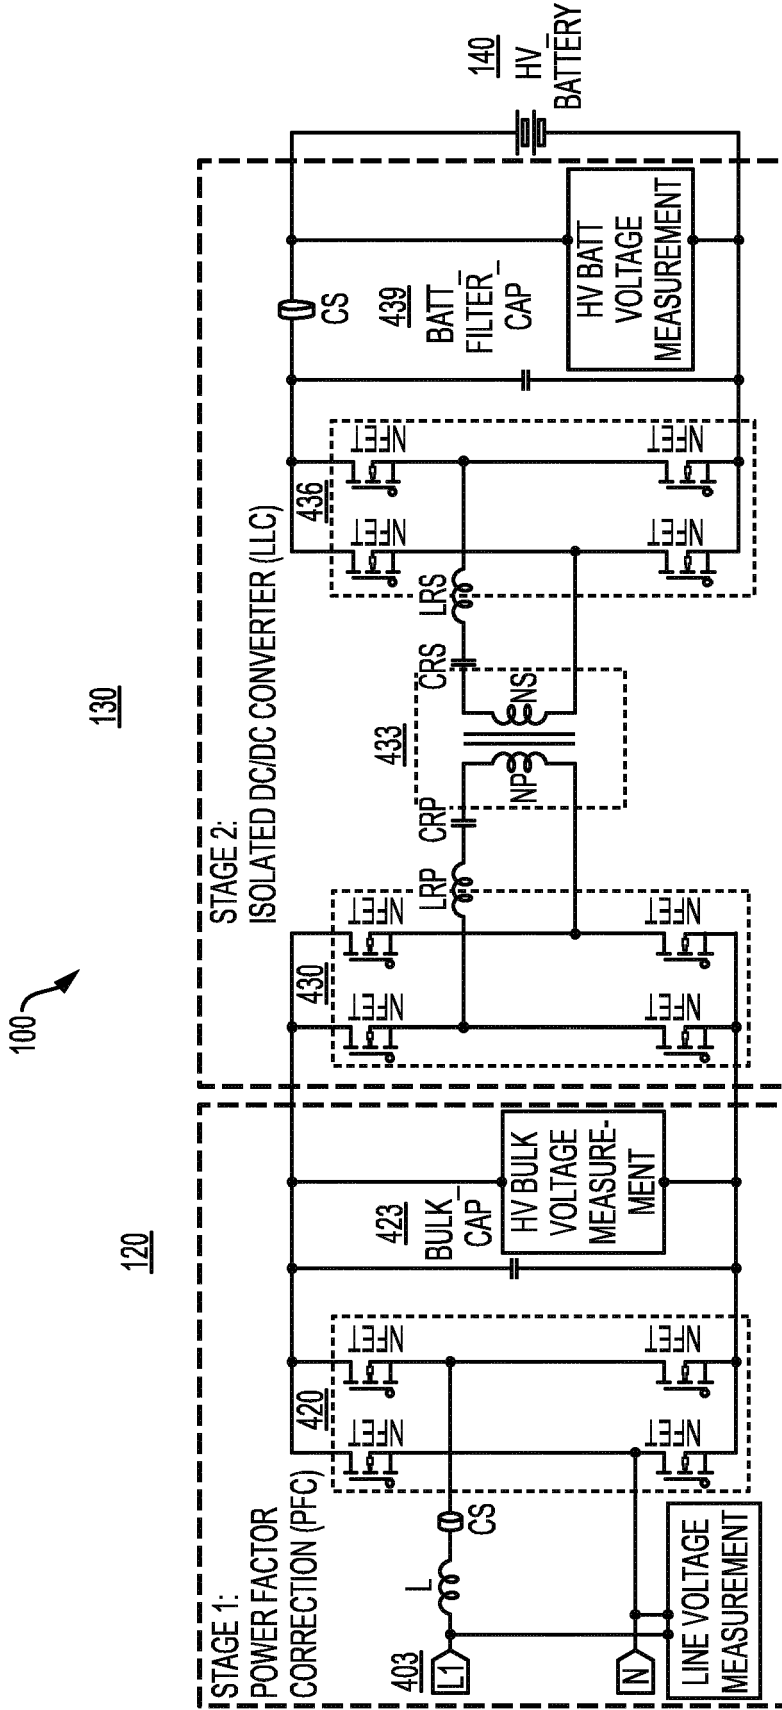 100
120
130
STAGE 1:
POWER FACTOR
CORRECTION (PFC)
403
L1
N
L
CS
LINE VOLTAGE
MEASUREMENT
420
NFET
NFET
NFET
NFET
423
BULK_
CAP
HV BULK
VOLTAGE
MEASURE-
MENT
STAGE 2:
ISOLATED DC/DC CONVERTER (LLC)
430
NFET
NFET
NFET
NFET
LRP
CRP
433
NP
NS
CRS
LRS
436
NFET
NFET
NFET
NFET
439
BATT_
FILTER_
CAP
CS
HV BATT
VOLTAGE
MEASUREMENT
140
HV_
BATTERY